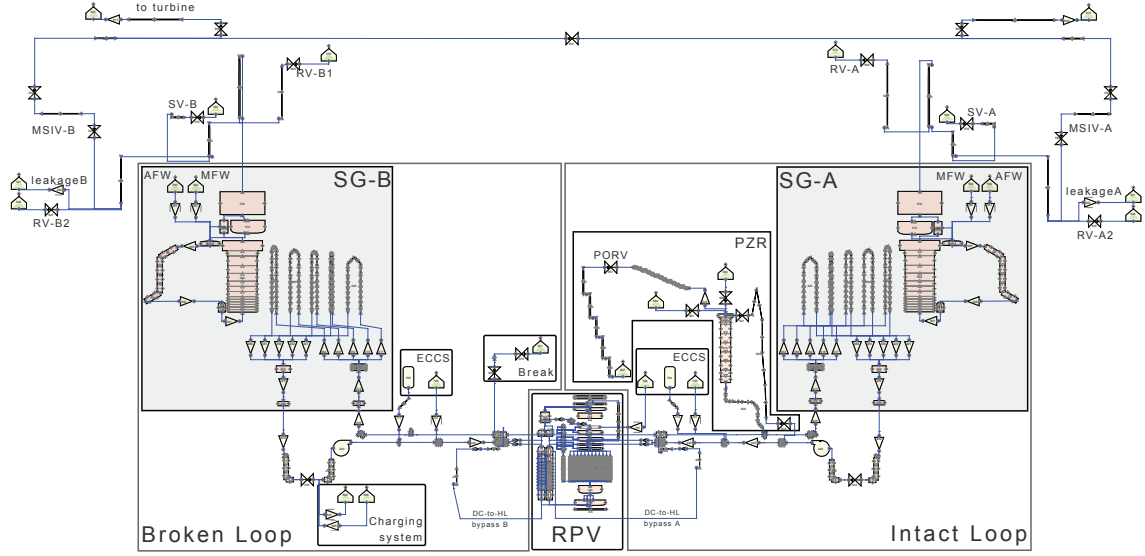 to turbine
RV-B1
RV-A
SV-B
SV-A
MSIV-B
MSIV-A
AFW MFW
SG-B
SG-A
MFW AFW
leakageB
leakageA
RV-B2
RV-A2
PZR
PORV
ECCS
Break
ECCS
DC-to-HL
bypass B
DC-to-HL
bypass A
Charging
system
Broken Loop
RPV
Intact Loop